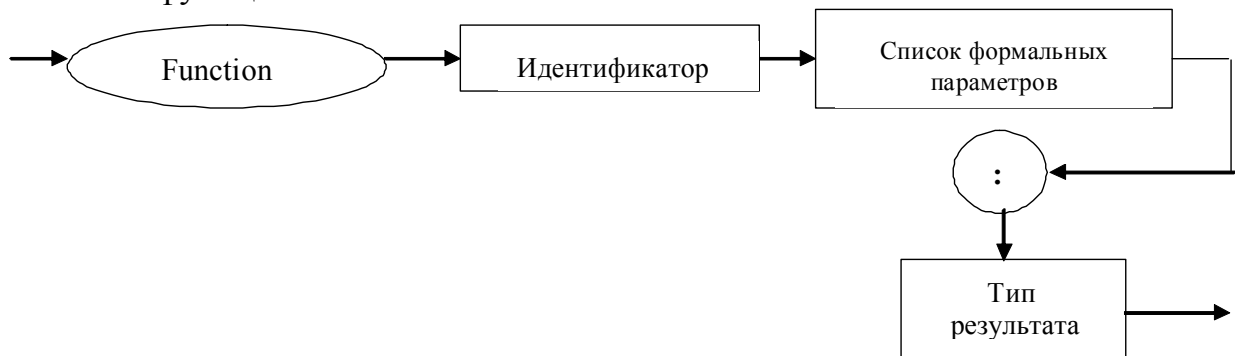 Function
Идентификатор
Список формальных
параметров
:
Тип
результата